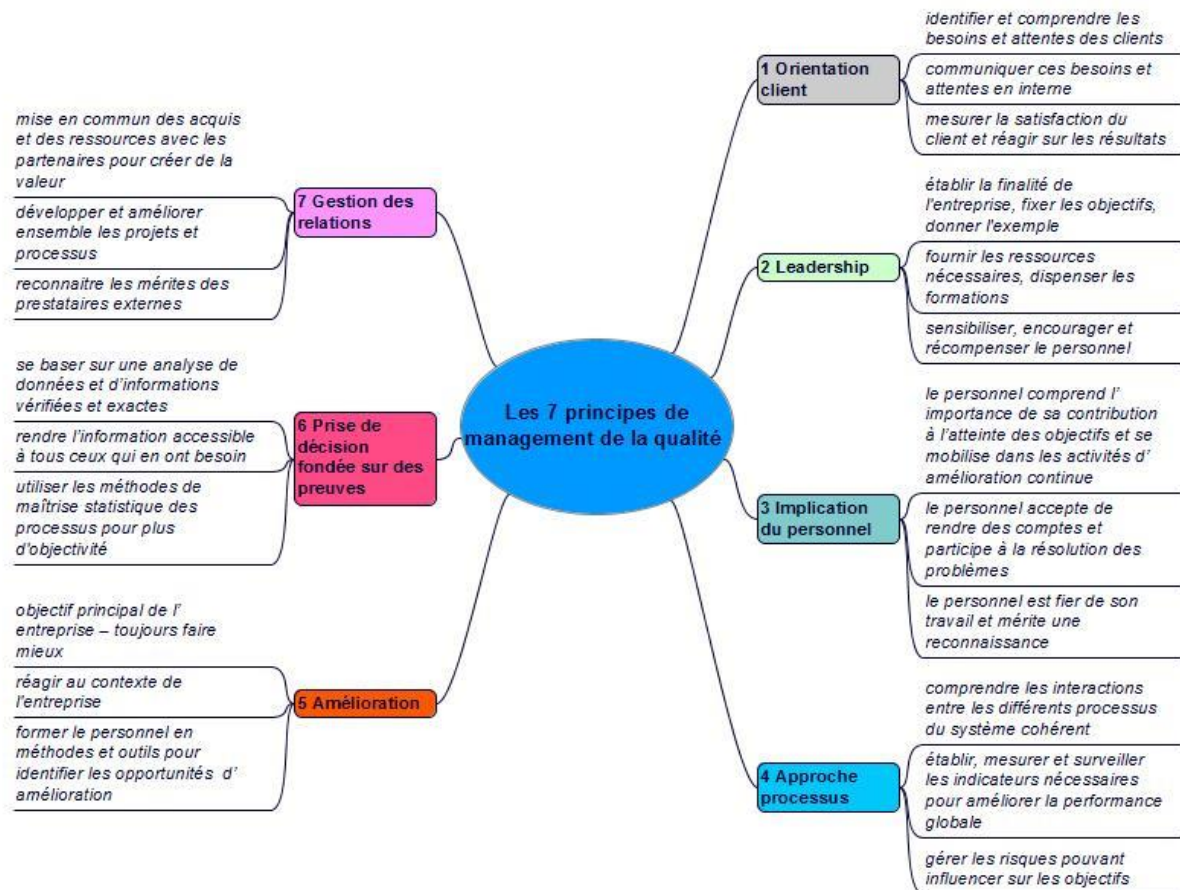 Les 7 principes de
management de la qualité
1 Orientation
client
identifier et comprendre les
besoins et attentes des clients
communiquer ces besoins et
attentes en interne
mesurer la satisfaction du
client et réagir sur les résultats
2 Leadership
établir la finalité de
l'entreprise, fixer les objectifs,
donner l'exemple
fournir les ressources
nécessaires, dispenser les
formations
sensibiliser, encourager et
récompenser le personnel
3 Implication
du personnel
le personnel comprend l'
importance de sa contribution
à l'atteinte des objectifs et se
mobilise dans les activités d'
amélioration continue
le personnel accepte de
rendre des comptes et
participe à la résolution des
problèmes
le personnel est fier de son
travail et mérite une
reconnaissance
4 Approche
processus
comprendre les interactions
entre les différents processus
du système cohérent
établir, mesurer et surveiller
les indicateurs nécessaires
pour améliorer la performance
globale
gérer les risques pouvant
influencer sur les objectifs
5 Amélioration
objectif principal de l'
entreprise – toujours faire
mieux
réagir au contexte de
l'entreprise
former le personnel en
méthodes et outils pour
identifier les opportunités d'
amélioration
6 Prise de
décision
fondée sur des
preuves
se baser sur une analyse de
données et d'informations
vérifiées et exactes
rendre l'information accessible
à tous ceux qui en ont besoin
utiliser les méthodes de
maîtrise statistique des
processus pour plus
d'objectivité
7 Gestion des
relations
mise en commun des acquis
et des ressources avec les
partenaires pour créer de la
valeur
développer et améliorer
ensemble les projets et
processus
reconnaitre les mérites des
prestataires externes